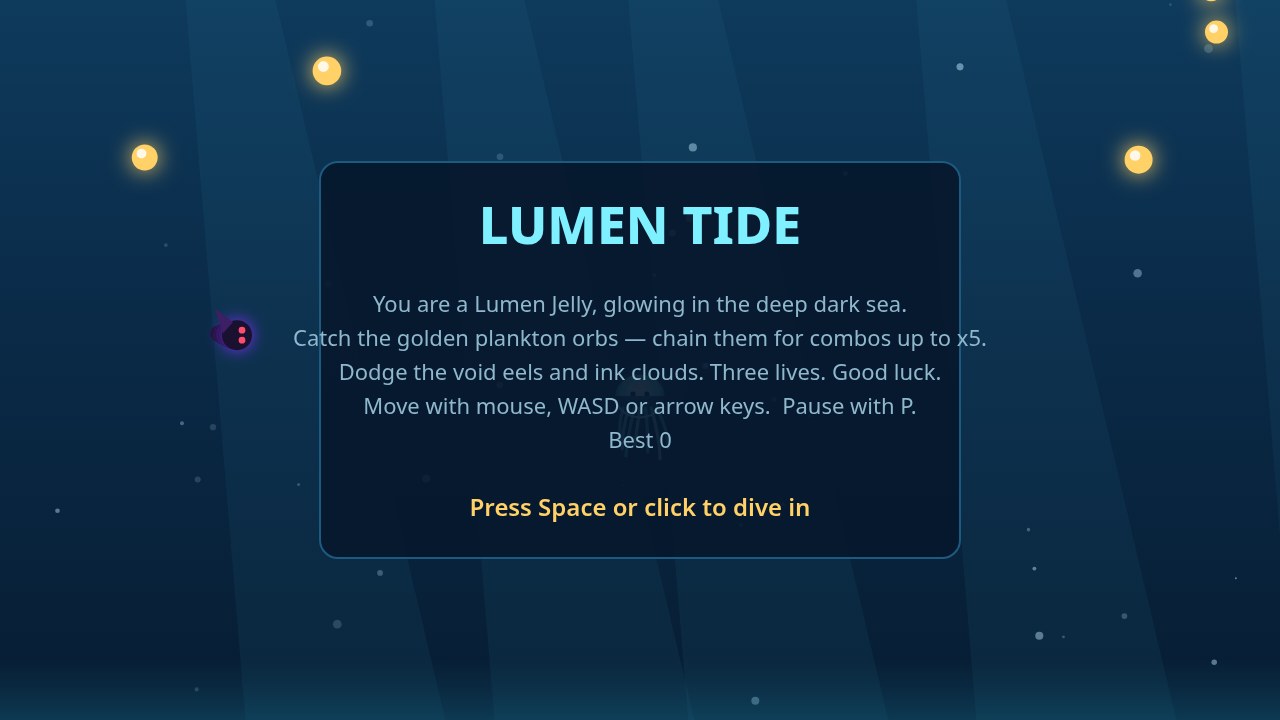 LUMEN TIDE
You are a Lumen Jelly, glowing in the deep dark sea.
Catch the golden plankton orbs — chain them for combos up to x5.
Dodge the void eels and ink clouds. Three lives. Good luck.
Move with mouse, WASD or arrow keys.  Pause with P.
Best 0
Press Space or click to dive in